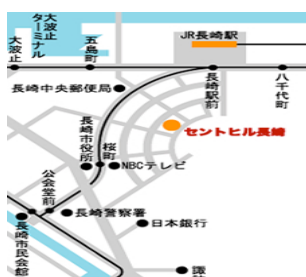 大波止
ターミナル
JR長崎駅
大波止
五島町
長崎駅前
八千代町
長崎中央郵便局
セントヒル長崎
長崎市役所
桜町
NBCテレビ
公会堂前
長崎警察署
日本銀行
長崎市民会館